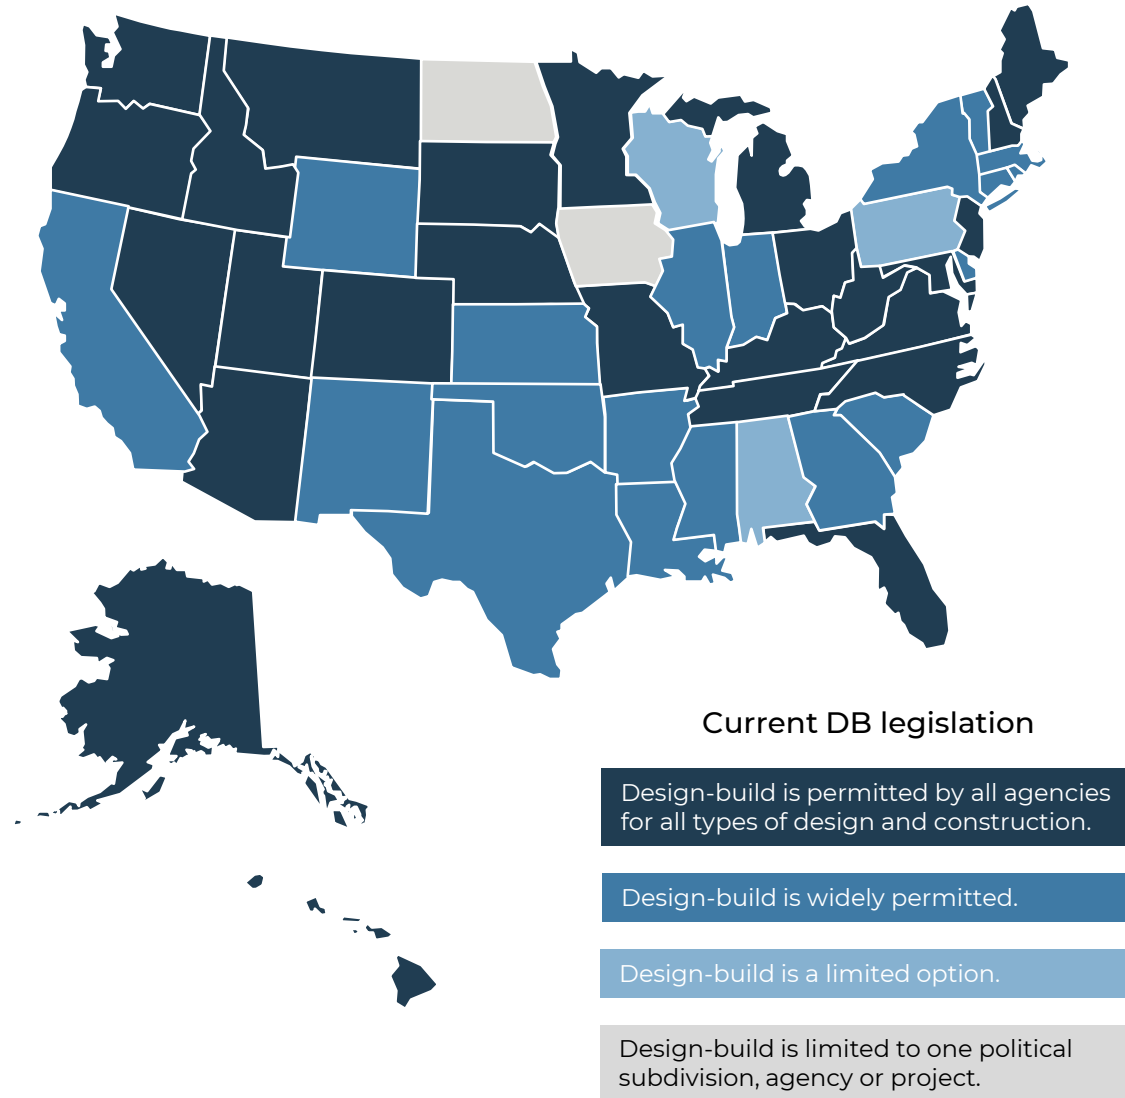 Current DB legislation
Design-build is permitted by all agencies
for all types of design and construction.
Design-build is widely permitted.
Design-build is a limited option.
Design-build is limited to one political
subdivision, agency or project.